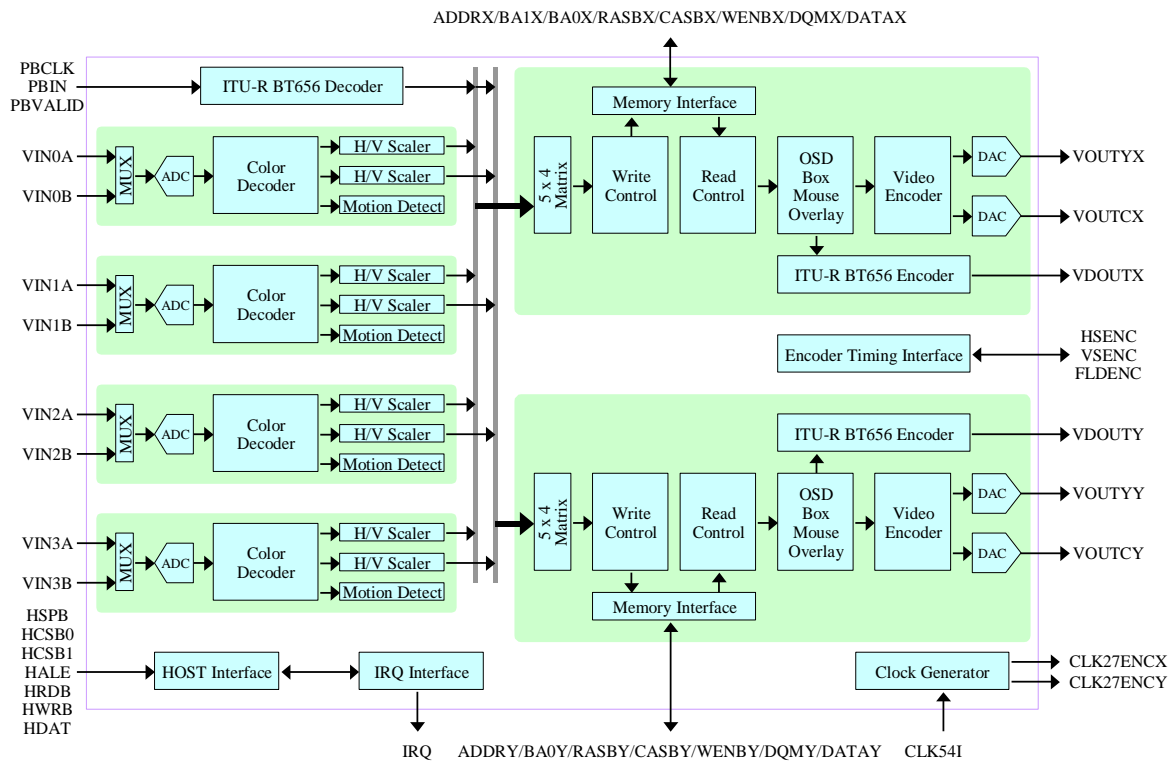 ADDRX/BA1X/BA0X/RASBX/CASBX/WENBX/DQMX/DATAX
PBCLK
PBIN
PBVALID
ITU-R BT656 Decoder
VIN0A
VIN0B
MUX
ADC
Color
Decoder
H/V Scaler
H/V Scaler
Motion Detect
VIN1A
VIN1B
MUX
ADC
Color
Decoder
H/V Scaler
H/V Scaler
Motion Detect
VIN2A
VIN2B
MUX
ADC
Color
Decoder
H/V Scaler
H/V Scaler
Motion Detect
VIN3A
VIN3B
MUX
ADC
Color
Decoder
H/V Scaler
H/V Scaler
Motion Detect
HSPB
HCSB0
HCSB1
HALE
HRDB
HWRB
HDAT
HOST Interface
IRQ Interface
IRQ
Memory Interface
5 x 4
Matrix
Write
Control
Read
Control
OSD
Box
Mouse
Overlay
Video
Encoder
DAC
DAC
VOUTYX
VOUTCX
ITU-R BT656 Encoder
VDOUTX
Encoder Timing Interface
HSENC
VSENC
FLDENC
ITU-R BT656 Encoder
VDOUTY
5 x 4
Matrix
Write
Control
Read
Control
OSD
Box
Mouse
Overlay
Video
Encoder
DAC
DAC
VOUTYY
VOUTCY
Memory Interface
ADDRY/BA0Y/RASBY/CASBY/WENBY/DQMY/DATAY
Clock Generator
CLK27ENCX
CLK27ENCY
CLK54I